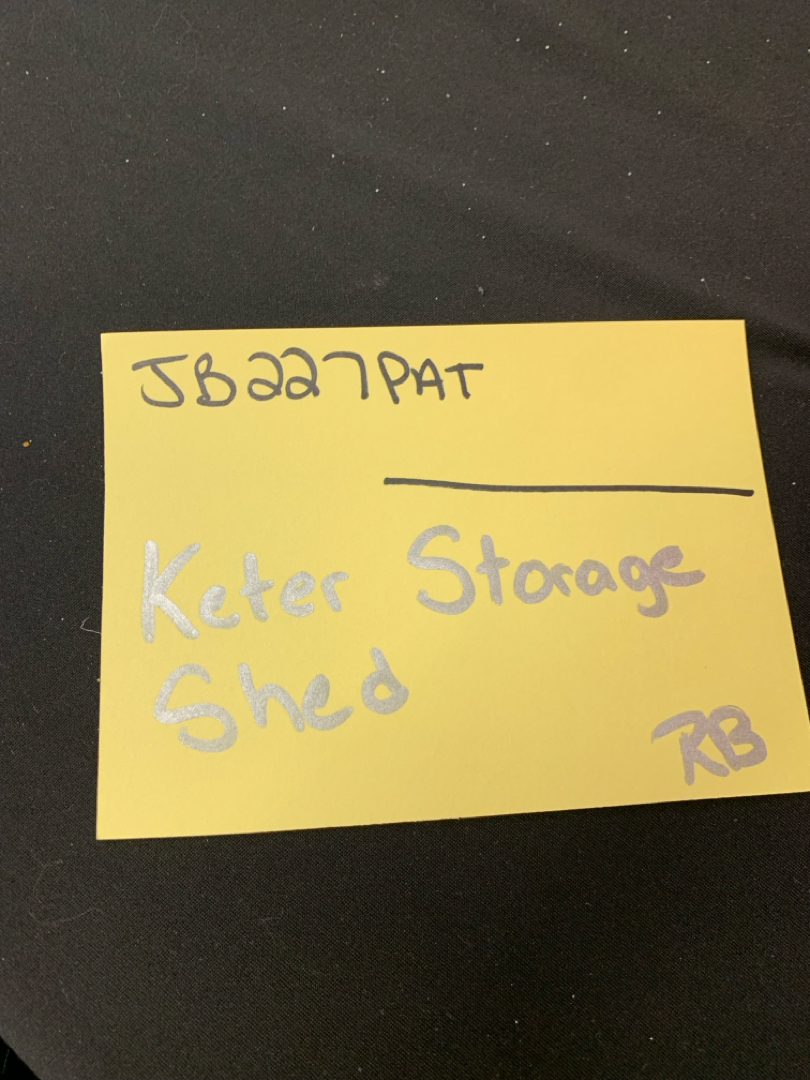 JB227PAT
Keter Storage
Shed
RB